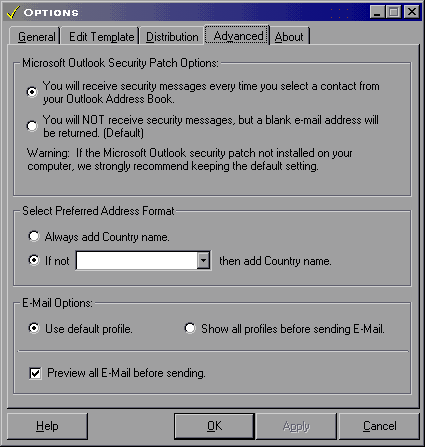 OPTIONS
General Edit Template Distribution Advanced About
Microsoft Outlook Security Patch Options:
You will receive security messages every time you select a contact from
your Outlook Address Book.
You will NOT receive security messages, but a blank e-mail address will
be returned. (Default)
Warning: If the Microsoft Outlook security patch not installed on your
computer, we strongly recommend keeping the default setting.
Select Preferred Address Format
Always add Country name.
If not then add Country name.
E-Mail Options:
Use default profile. Show all profiles before sending E-Mail.
Preview all E-Mail before sending.
Help OK Apply Cancel